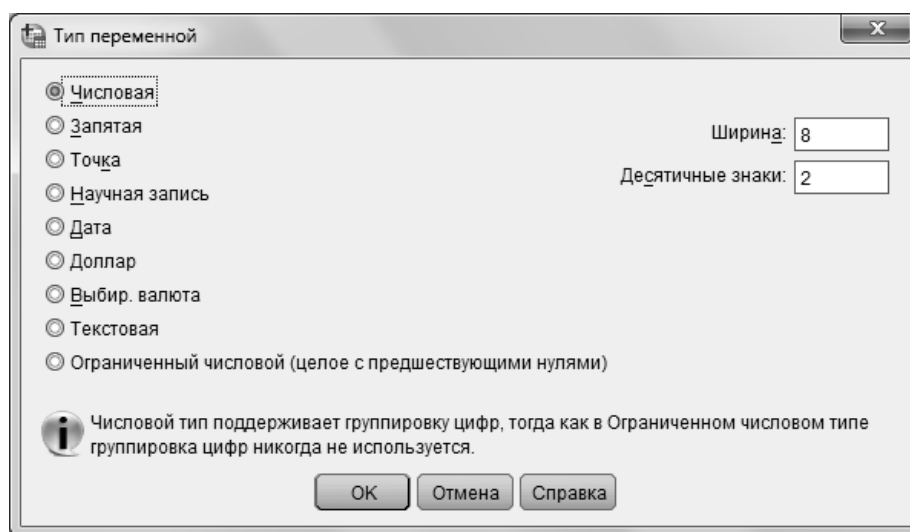 Тип переменной
Числовая
Запятая
Точка
Научная запись
Дата
Доллар
Выбир. валюта
Текстовая
Ограниченный числовой (целое с предшествующими нулями)
Ширина: 8
Десятичные знаки: 2
Числовой тип поддерживает группировку цифр, тогда как в Ограниченном числовом типе
группировка цифр никогда не используется.
OK Отмена Справка